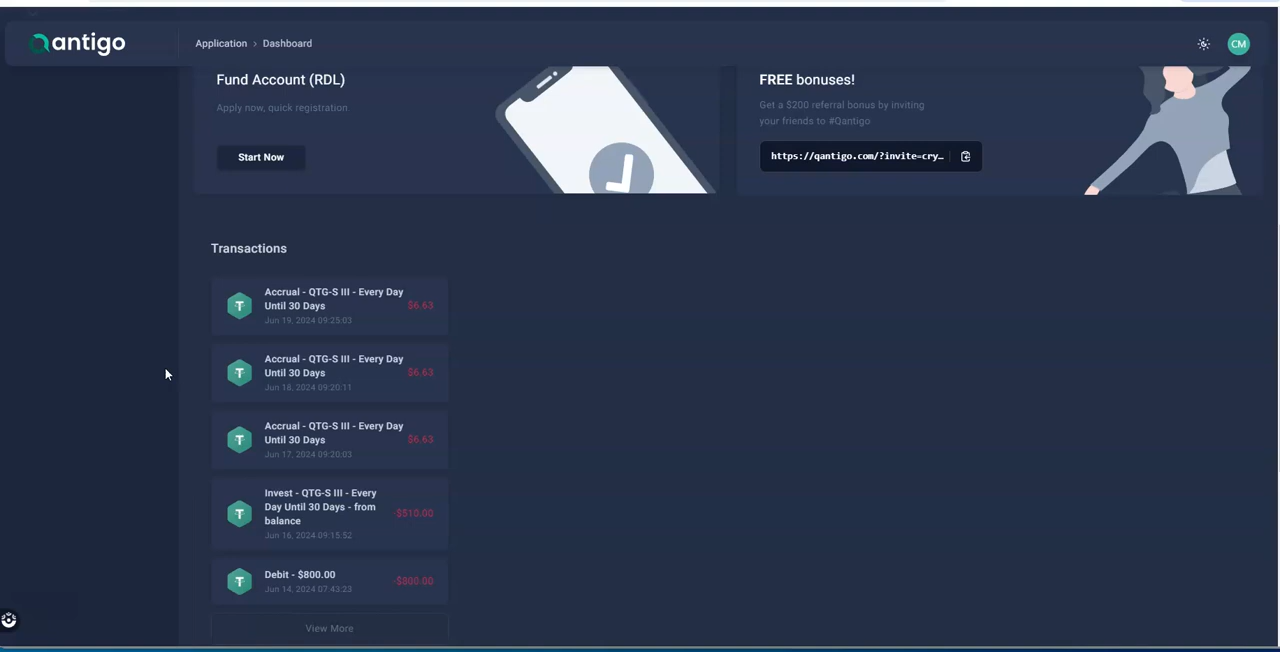 Qantigo
Application > Dashboard
CM
Fund Account (RDL)
Apply now, quick registration
Start Now
FREE bonuses!
Get a $200 referral bonus by inviting
your friends to #Qantigo
https://qantigo.com/?invite=cry…
Transactions
Accrual - QTG-S III - Every Day
Until 30 Days
$6.63
Jun 19, 2024 09:25:03
Accrual - QTG-S III - Every Day
Until 30 Days
$6.63
Jun 18, 2024 09:20:11
Accrual - QTG-S III - Every Day
Until 30 Days
$6.63
Jun 17, 2024 09:20:03
Invest - QTG-S III - Every
Day Until 30 Days - from
balance
-$510.00
Jun 16, 2024 09:15:52
Debit - $800.00
-$800.00
Jun 14, 2024 07:43:23
View More